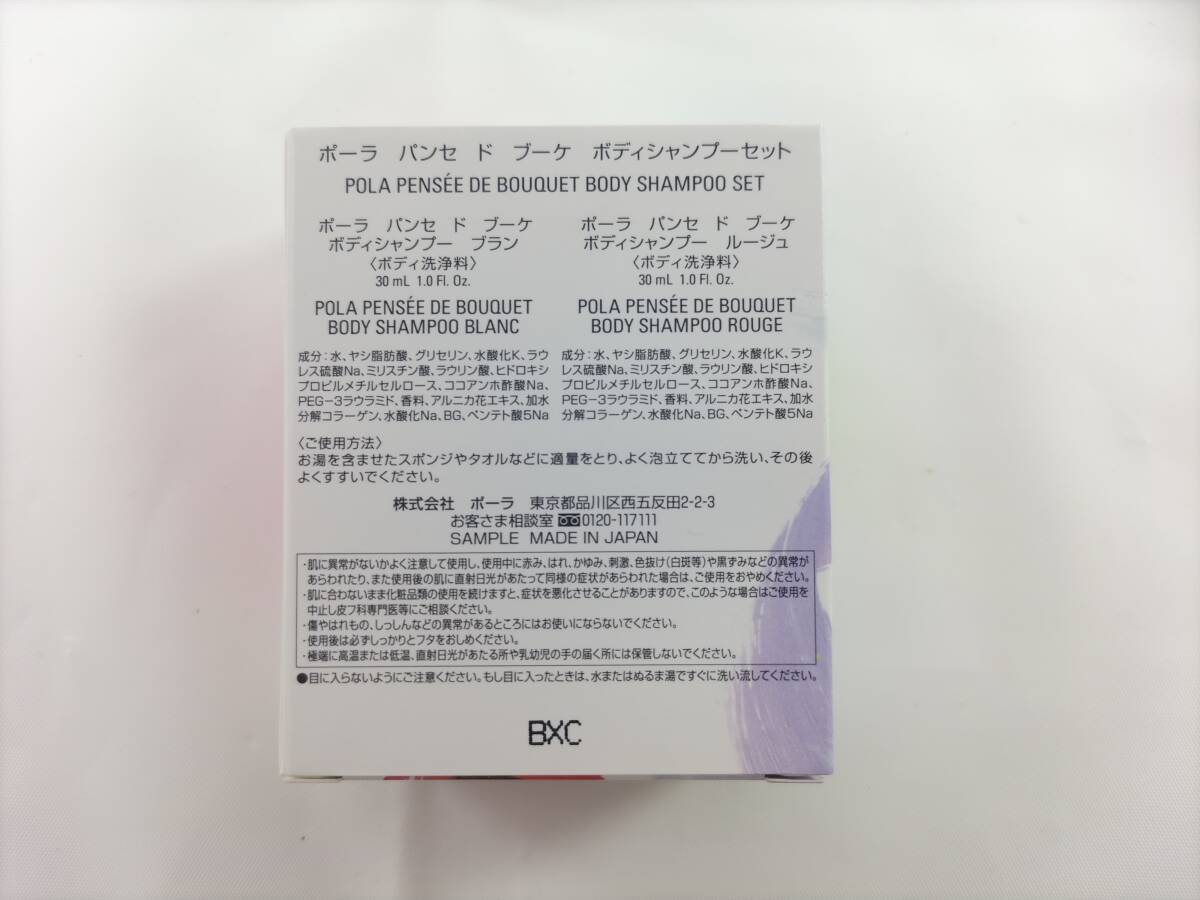 ポーラ パンセ ド ブーケ ボディシャンプーセット
POLA PENSÉE DE BOUQUET BODY SHAMPOO SET
ポーラ パンセ ド ブーケ
ボディシャンプー ブラン
〈ボディ洗浄料〉
30 mL 1.0 Fl. Oz.
POLA PENSÉE DE BOUQUET
BODY SHAMPOO BLANC
成分：水、ヤシ脂肪酸、グリセリン、水酸化K、ラウ
レス硫酸Na、ミリスチン酸、ラウリン酸、ヒドロキシ
プロピルメチルセルロース、ココアンホ酢酸Na、
PEG-3ラウラミド、香料、アルニカ花エキス、加水
分解コラーゲン、水酸化Na、BG、ペンテト酸5Na
ポーラ パンセ ド ブーケ
ボディシャンプー ルージュ
〈ボディ洗浄料〉
30 mL 1.0 Fl. Oz.
POLA PENSÉE DE BOUQUET
BODY SHAMPOO ROUGE
成分：水、ヤシ脂肪酸、グリセリン、水酸化K、ラウ
レス硫酸Na、ミリスチン酸、ラウリン酸、ヒドロキシ
プロピルメチルセルロース、ココアンホ酢酸Na、
PEG-3ラウラミド、香料、アルニカ花エキス、加水
分解コラーゲン、水酸化Na、BG、ペンテト酸5Na
〈ご使用方法〉
お湯を含ませたスポンジやタオルなどに適量をとり、よく泡立ててから洗い、その後
よくすすいでください。
株式会社 ポーラ 東京都品川区西五反田2-2-3
お客さま相談室 0120-117111
SAMPLE MADE IN JAPAN
・肌に異常がないかよく注意して使用し、使用中に赤み、はれ、かゆみ、刺激、色抜け（白斑等）や黒ずみなどの異常が
あらわれたり、また使用後の肌に直射日光があたって同様の症状があらわれた場合は、ご使用をおやめください。
・肌に合わないまま化粧品類の使用を続けますと、症状を悪化させることがありますので、このような場合はご使用を
中止し皮フ科専門医等にご相談ください。
・傷やはれもの、しっしんなどの異常があるところにはお使いにならないでください。
・使用後は必ずしっかりとフタをおしめください。
・極端に高温または低温、直射日光があたる所や乳幼児の手の届く所には保管しないでください。
●目に入らないようにご注意ください。もし目に入ったときは、水またはぬるま湯ですぐに洗い流してください。
BXC